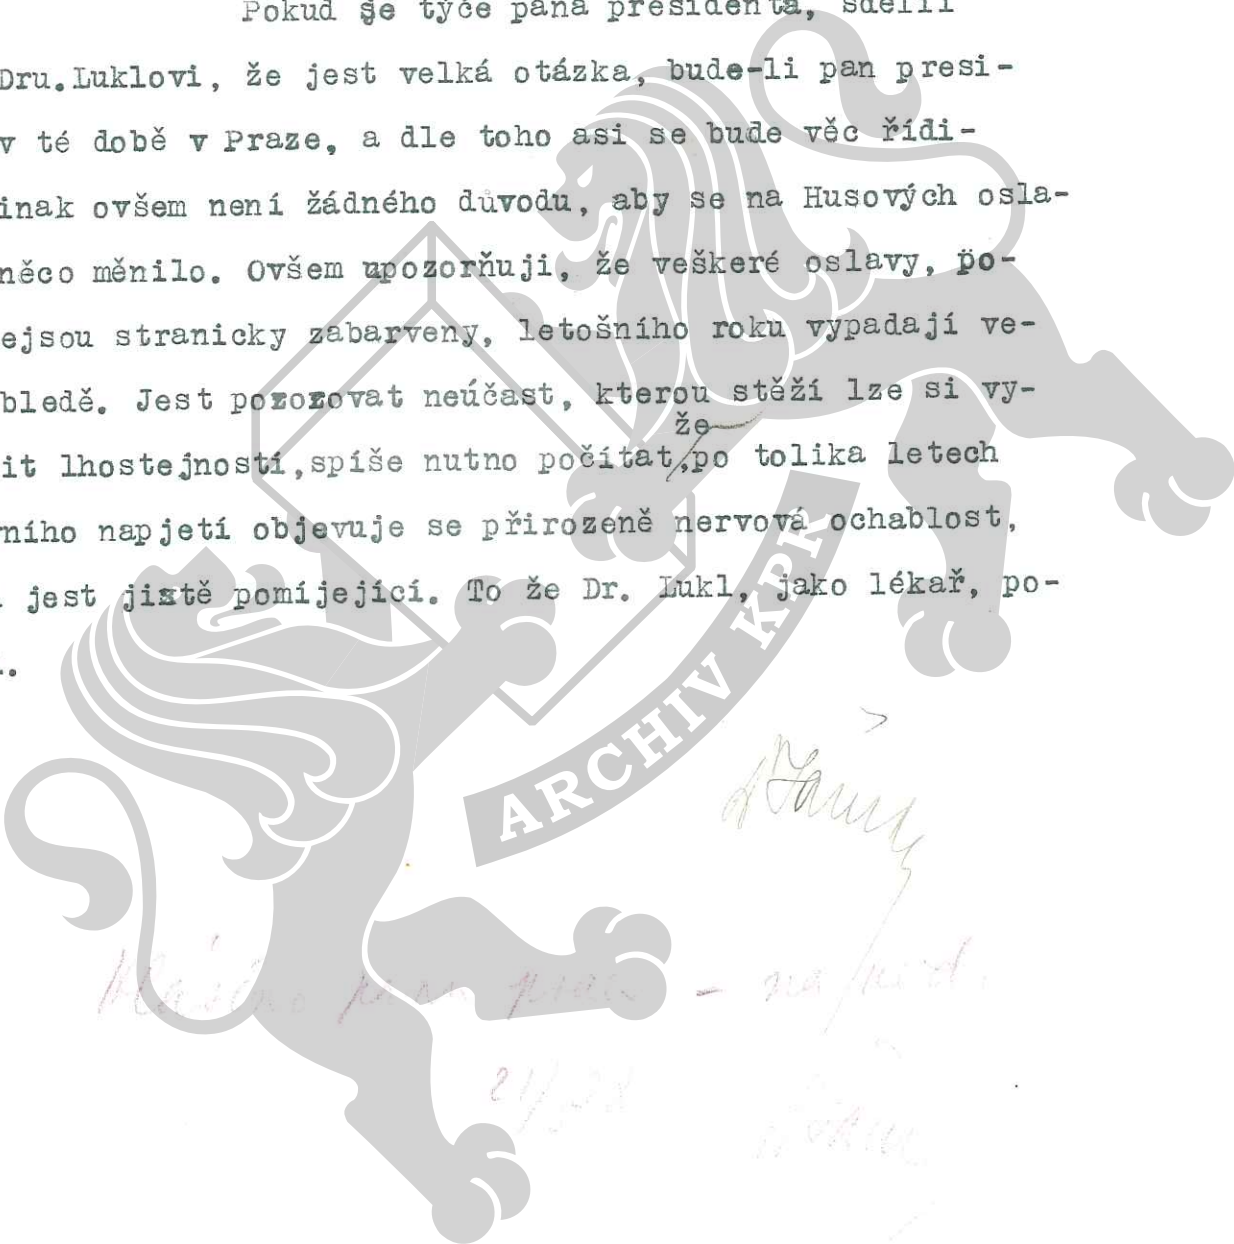 Pokud se týče pana presidenta, sdělil
Dru.Luklovi, že jest velká otázka, bude-li pan presi-
v té době v Praze, a dle toho asi se bude věc řídi-
inak ovšem není žádného důvodu, aby se na Husových osla-
něco měnilo. Ovšem upozorňuji, že veškeré oslavy, po-
ejsou stranicky zabarveny, letošního roku vypadají ve-
bledě. Jest pozozovat neúčast, kterou stěží lze si vy-
že
it lhostejností,spíše nutno počítat,po tolika letech
rního napjetí objevuje se přirozeně nervová ochablost,
jest jistě pomíjející. To že Dr. Lukl, jako lékař, po-
ARCHIV KPR